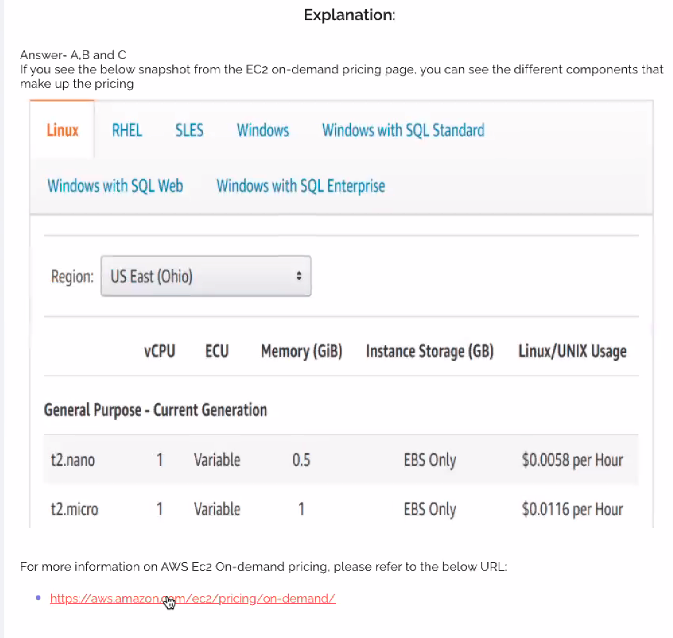 Explanation:
Answer- A,B and C
If you see the below snapshot from the EC2 on-demand pricing page, you can see the different components that
make up the pricing
Linux RHEL SLES Windows Windows with SQL Standard
Windows with SQL Web Windows with SQL Enterprise
Region: US East (Ohio)
vCPU ECU Memory (GiB) Instance Storage (GB) Linux/UNIX Usage
General Purpose - Current Generation
t2.nano 1 Variable 0.5 EBS Only $0.0058 per Hour
t2.micro 1 Variable 1 EBS Only $0.0116 per Hour
For more information on AWS Ec2 On-demand pricing, please refer to the below URL:
https://aws.amazon.com/ec2/pricing/on-demand/